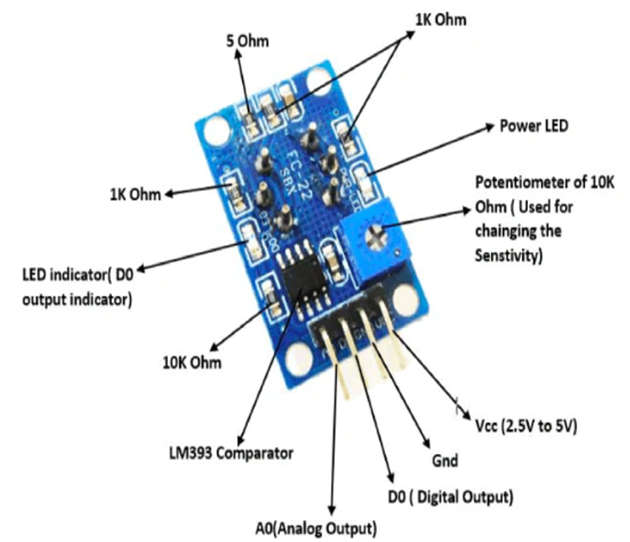 1K Ohm
5 Ohm
Power LED
FC-22
SBX
1K Ohm
Potentiometer of 10K
Ohm ( Used for
chainging the
Senstivity)
LED indicator( D0
output indicator)
10K Ohm
Vcc (2.5V to 5V)
LM393 Comparator
Gnd
D0 ( Digital Output)
A0(Analog Output)